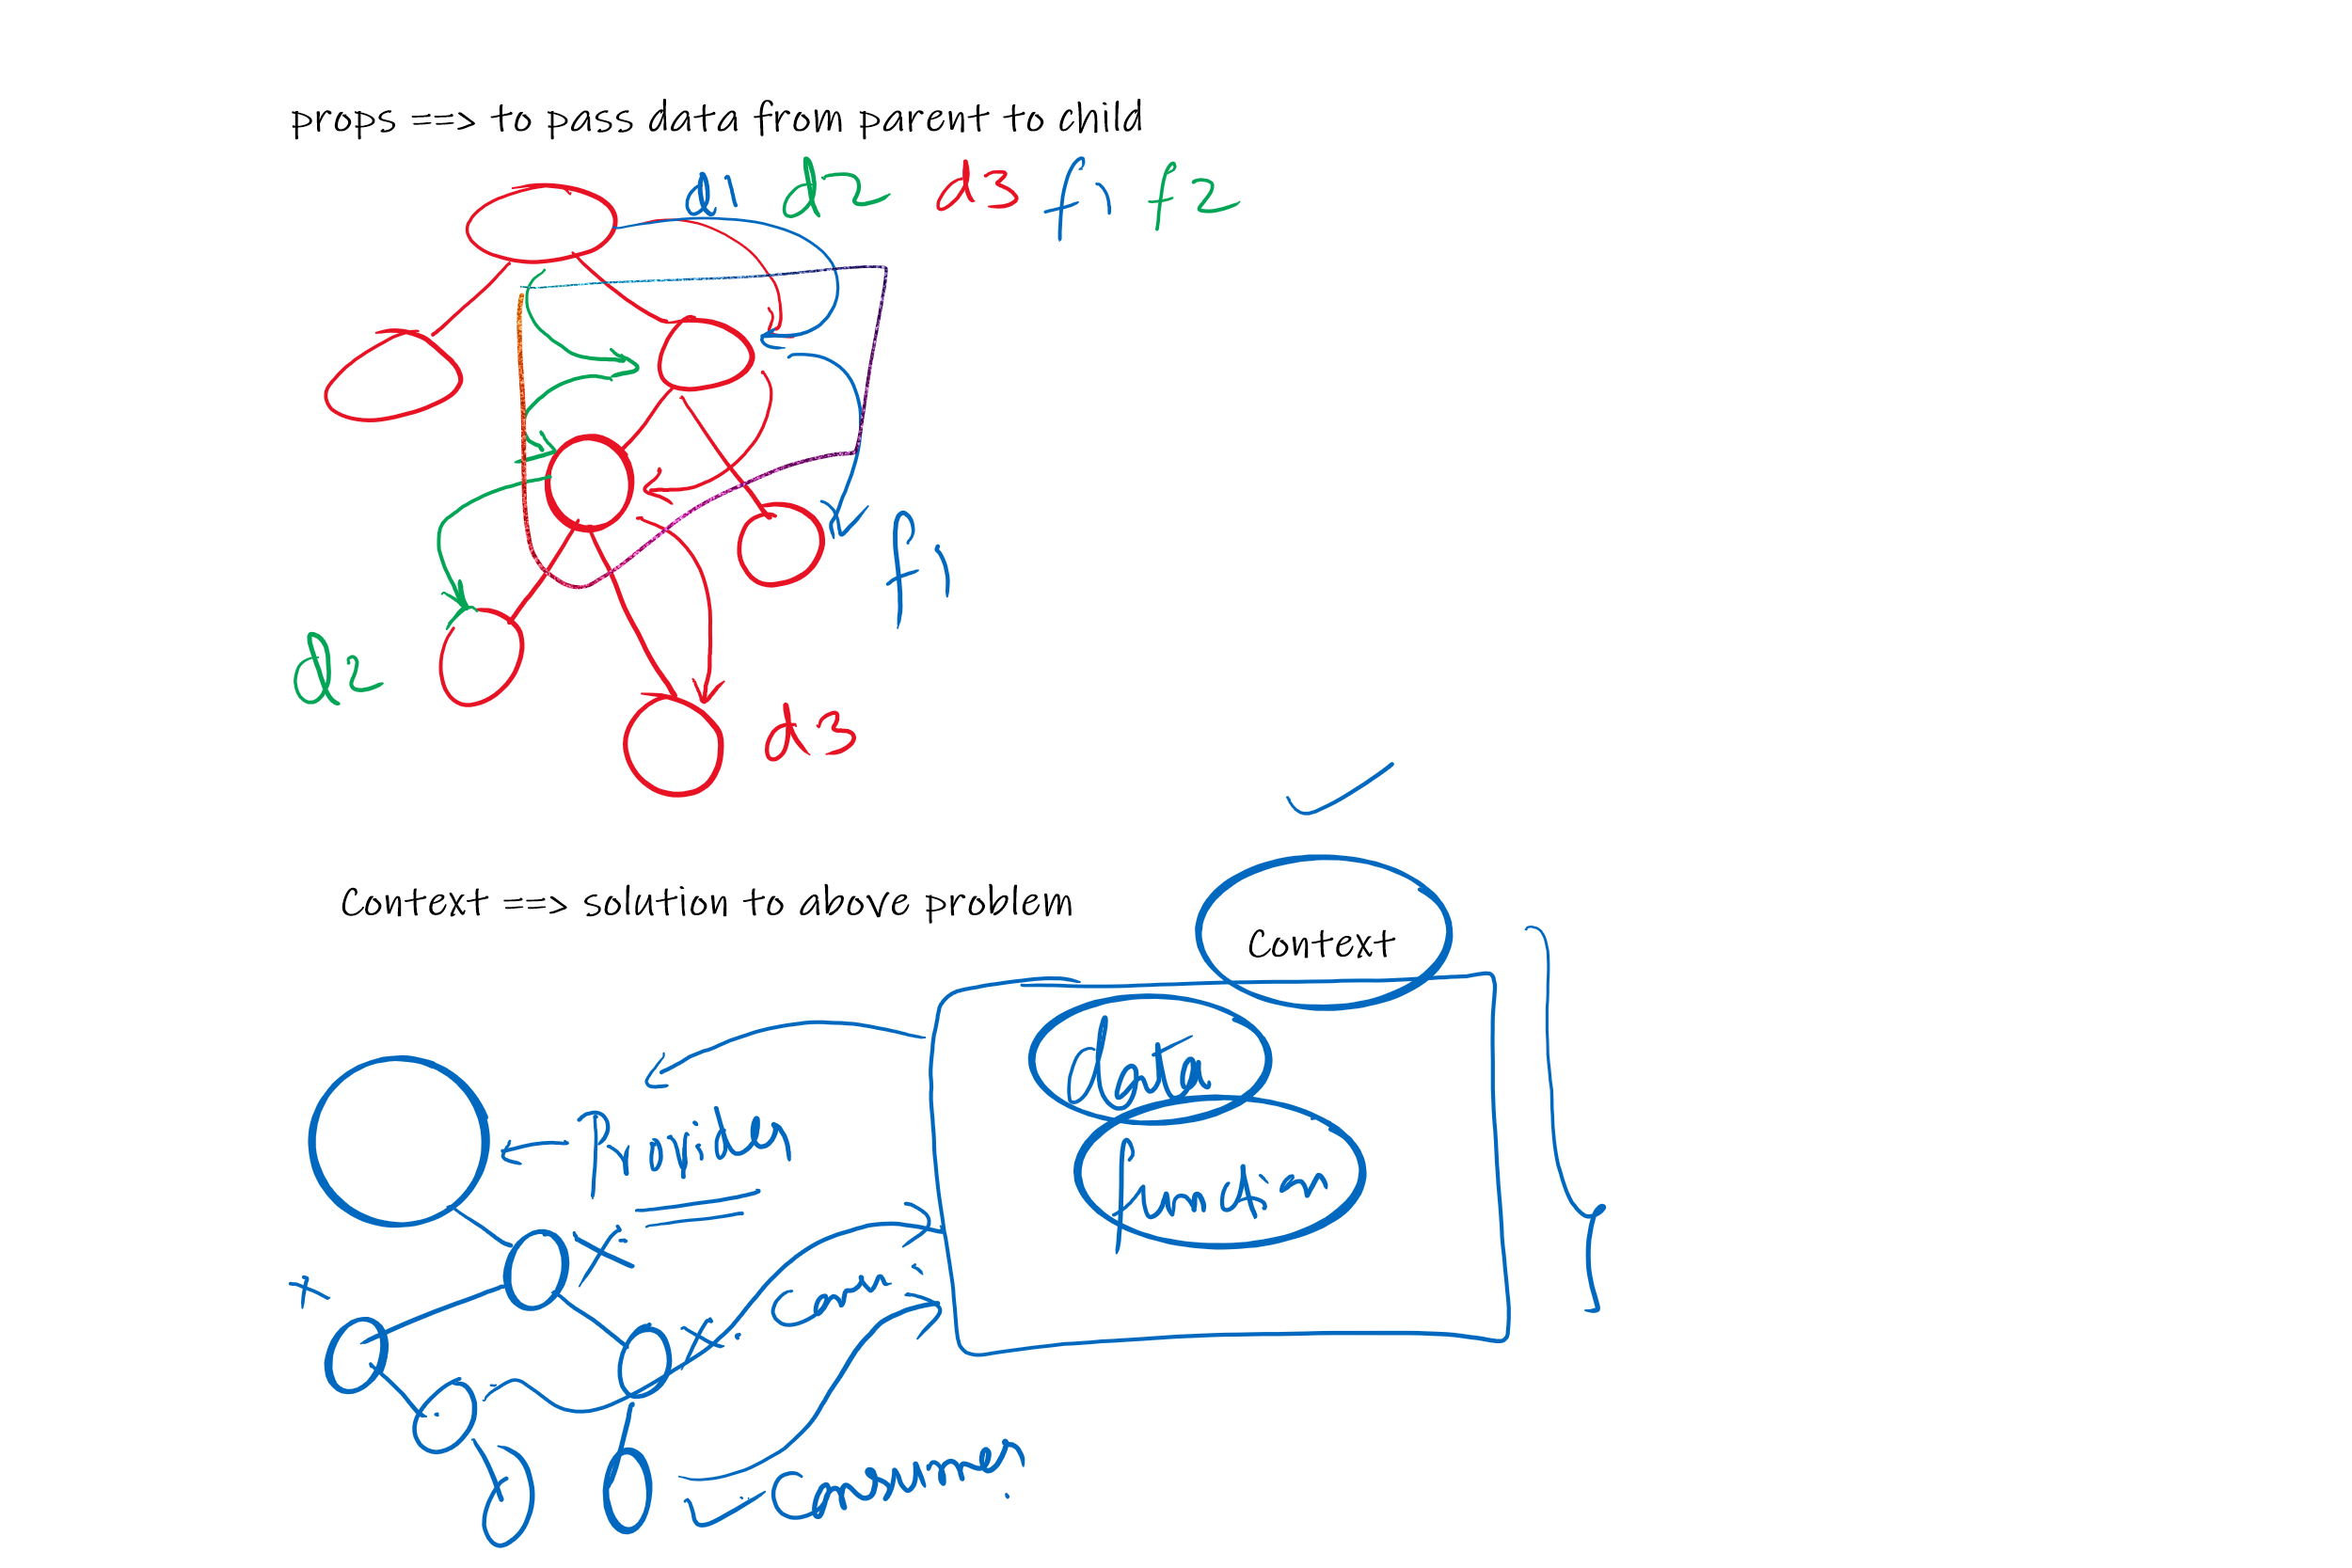 props ==> to pass data from parent to child
d1 d2 d3 f1 f2
f1
d2
d3
Context ==> solution to above problem
Context
data
Provider
function
Consumer